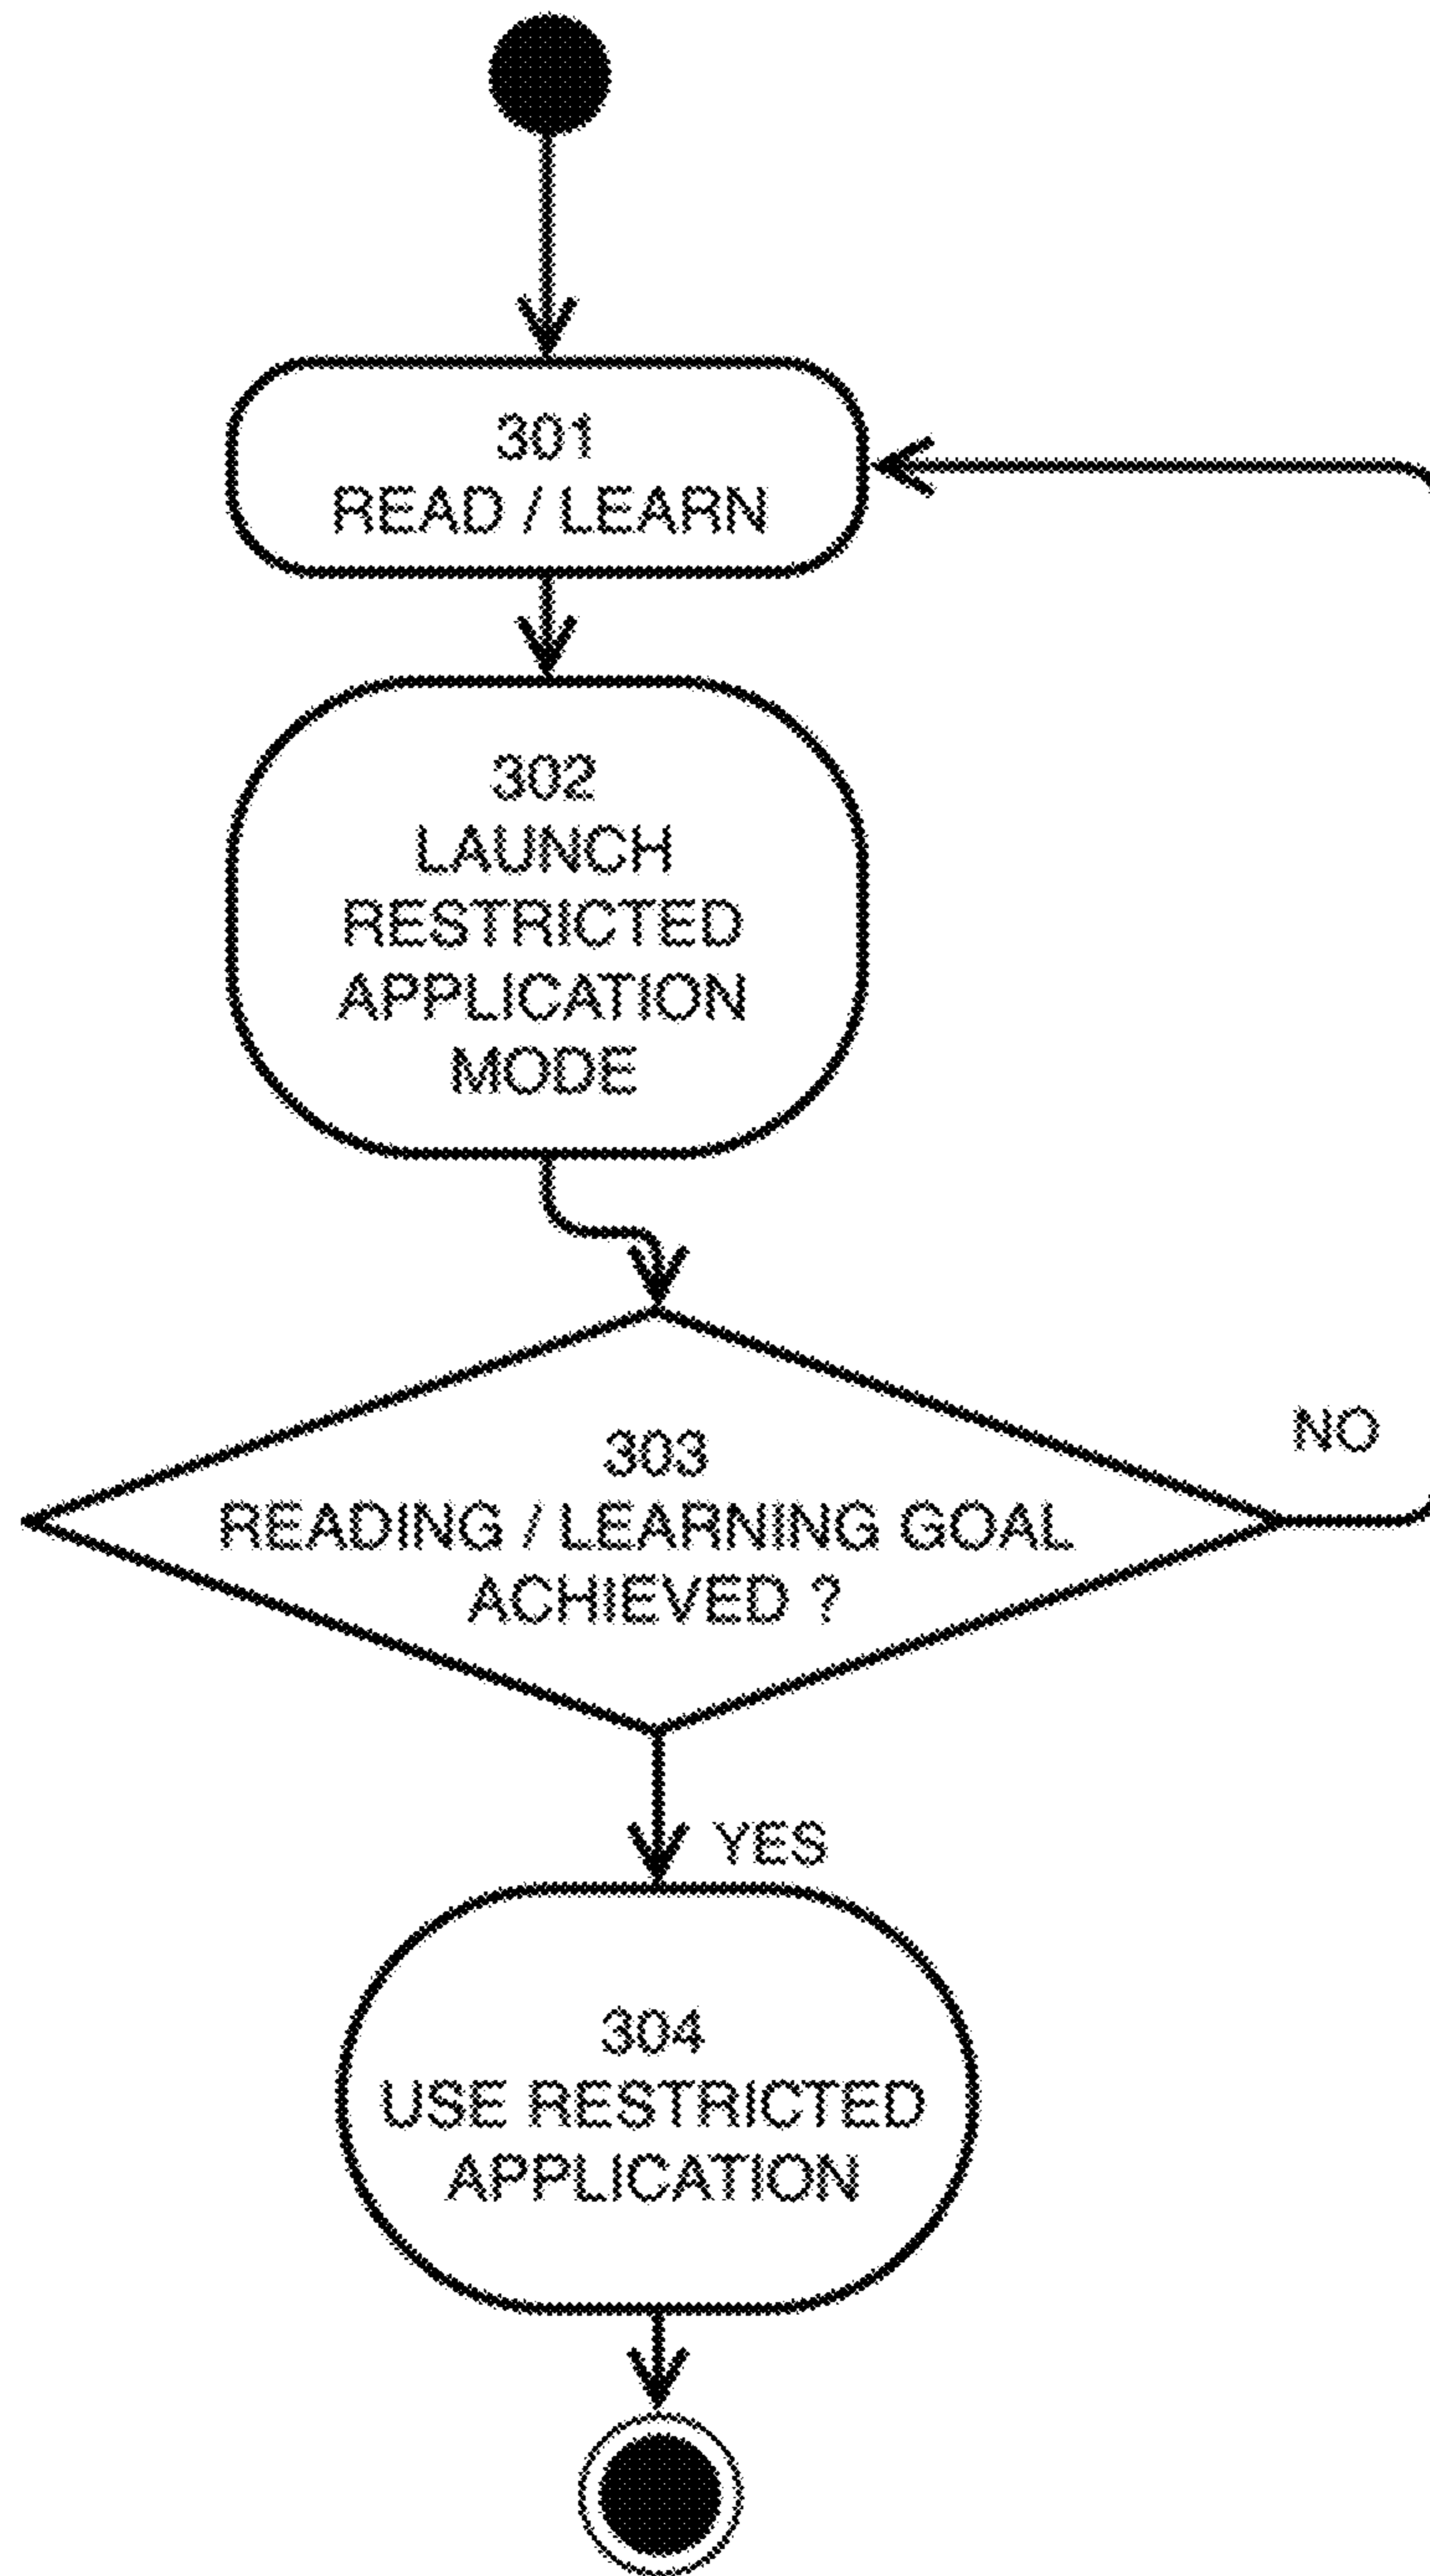 301
READ / LEARN
302
LAUNCH
RESTRICTED
APPLICATION
MODE
303
READING / LEARNING GOAL
ACHIEVED ?
NO
YES
304
USE RESTRICTED
APPLICATION